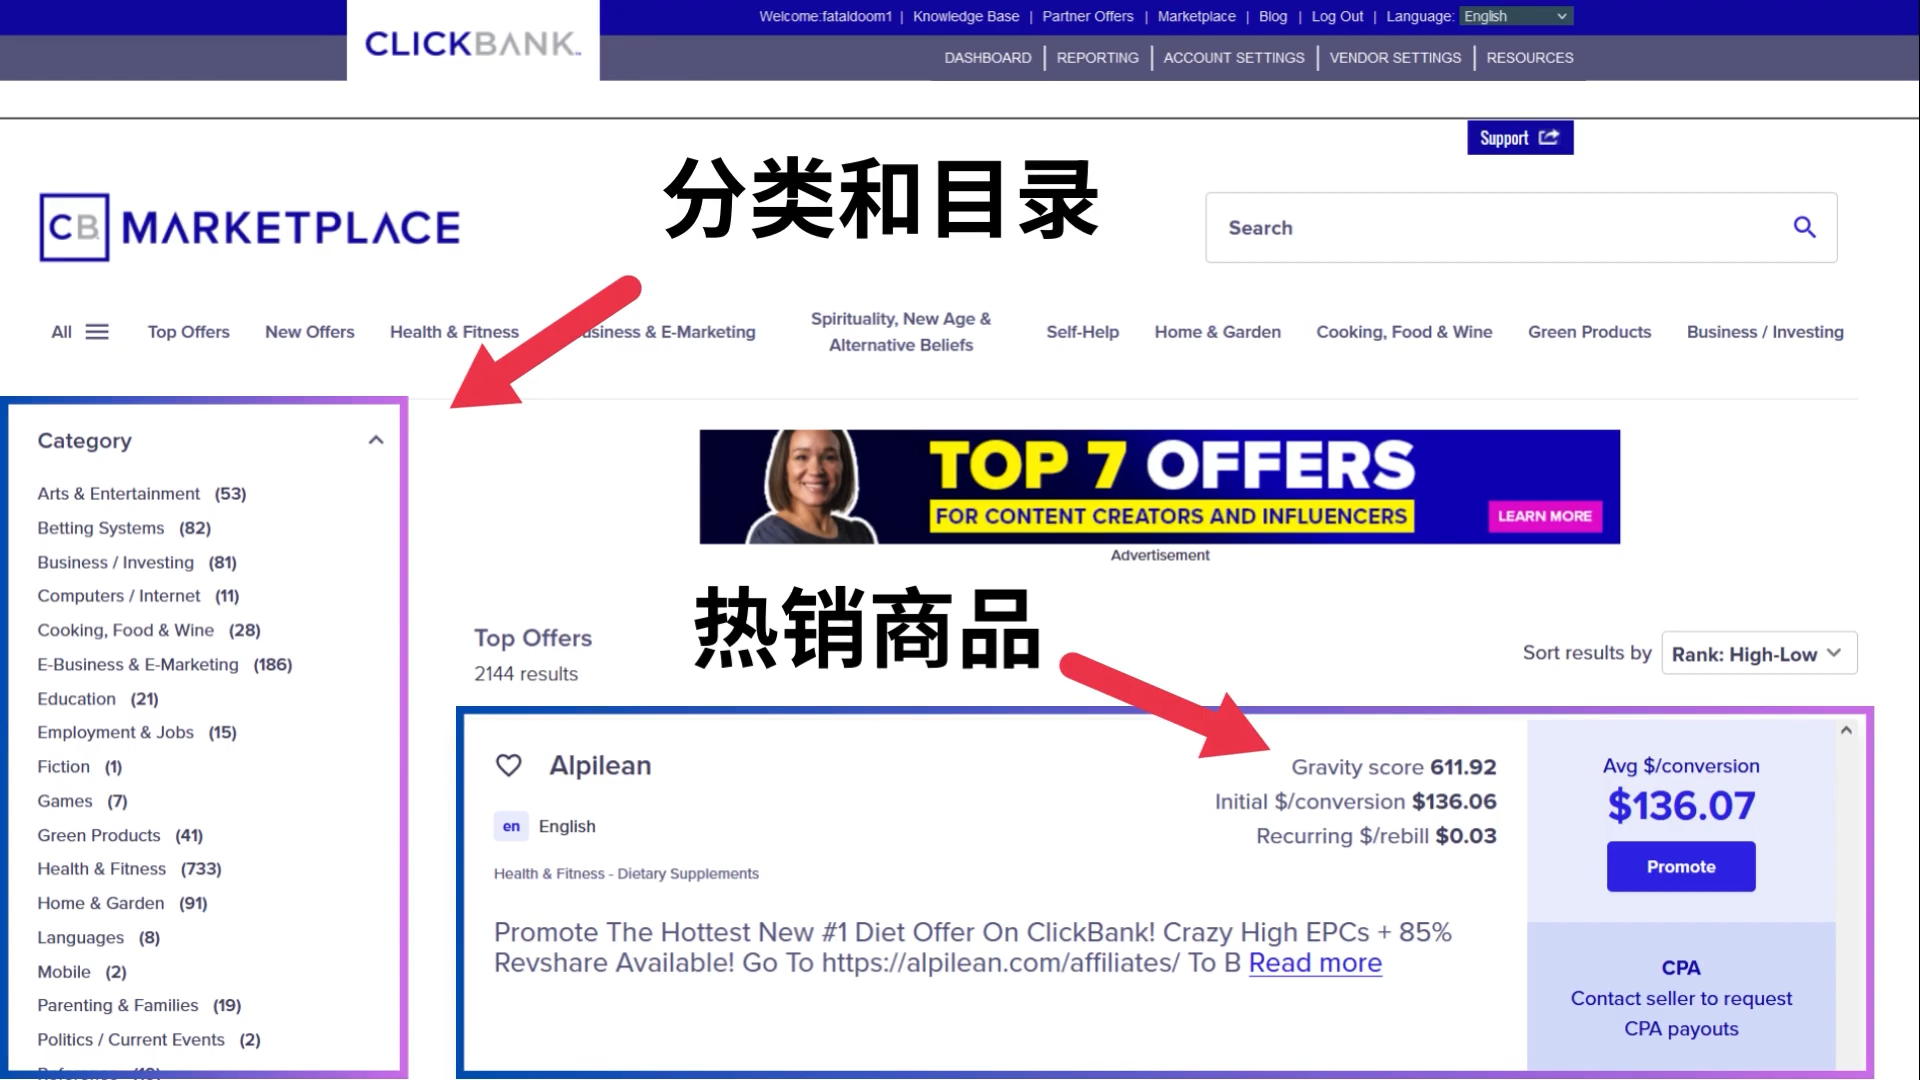 Welcome:fataldoom1 | Knowledge Base | Partner Offers | Marketplace | Blog | Log Out | Language: English
CLICKBANK
DASHBOARD | REPORTING | ACCOUNT SETTINGS | VENDOR SETTINGS | RESOURCES
Support
分类和目录
CB MARKETPLACE
Search
All Top Offers New Offers Health & Fitness usiness & E-Marketing Spirituality, New Age & Alternative Beliefs Self-Help Home & Garden Cooking, Food & Wine Green Products Business / Investing
Category
Arts & Entertainment (53)
Betting Systems (82)
Business / Investing (81)
Computers / Internet (11)
Cooking, Food & Wine (28)
E-Business & E-Marketing (186)
Education (21)
Employment & Jobs (15)
Fiction (1)
Games (7)
Green Products (41)
Health & Fitness (733)
Home & Garden (91)
Languages (8)
Mobile (2)
Parenting & Families (19)
Politics / Current Events (2)
TOP 7 OFFERS
FOR CONTENT CREATORS AND INFLUENCERS
LEARN MORE
Advertisement
热销商品
Top Offers
2144 results
Sort results by Rank: High-Low
Alpilean
en English
Health & Fitness - Dietary Supplements
Gravity score 611.92
Initial $/conversion $136.06
Recurring $/rebill $0.03
Promote The Hottest New #1 Diet Offer On ClickBank! Crazy High EPCs + 85%
Revshare Available! Go To https://alpilean.com/affiliates/ To B Read more
Avg $/conversion
$136.07
Promote
CPA
Contact seller to request
CPA payouts